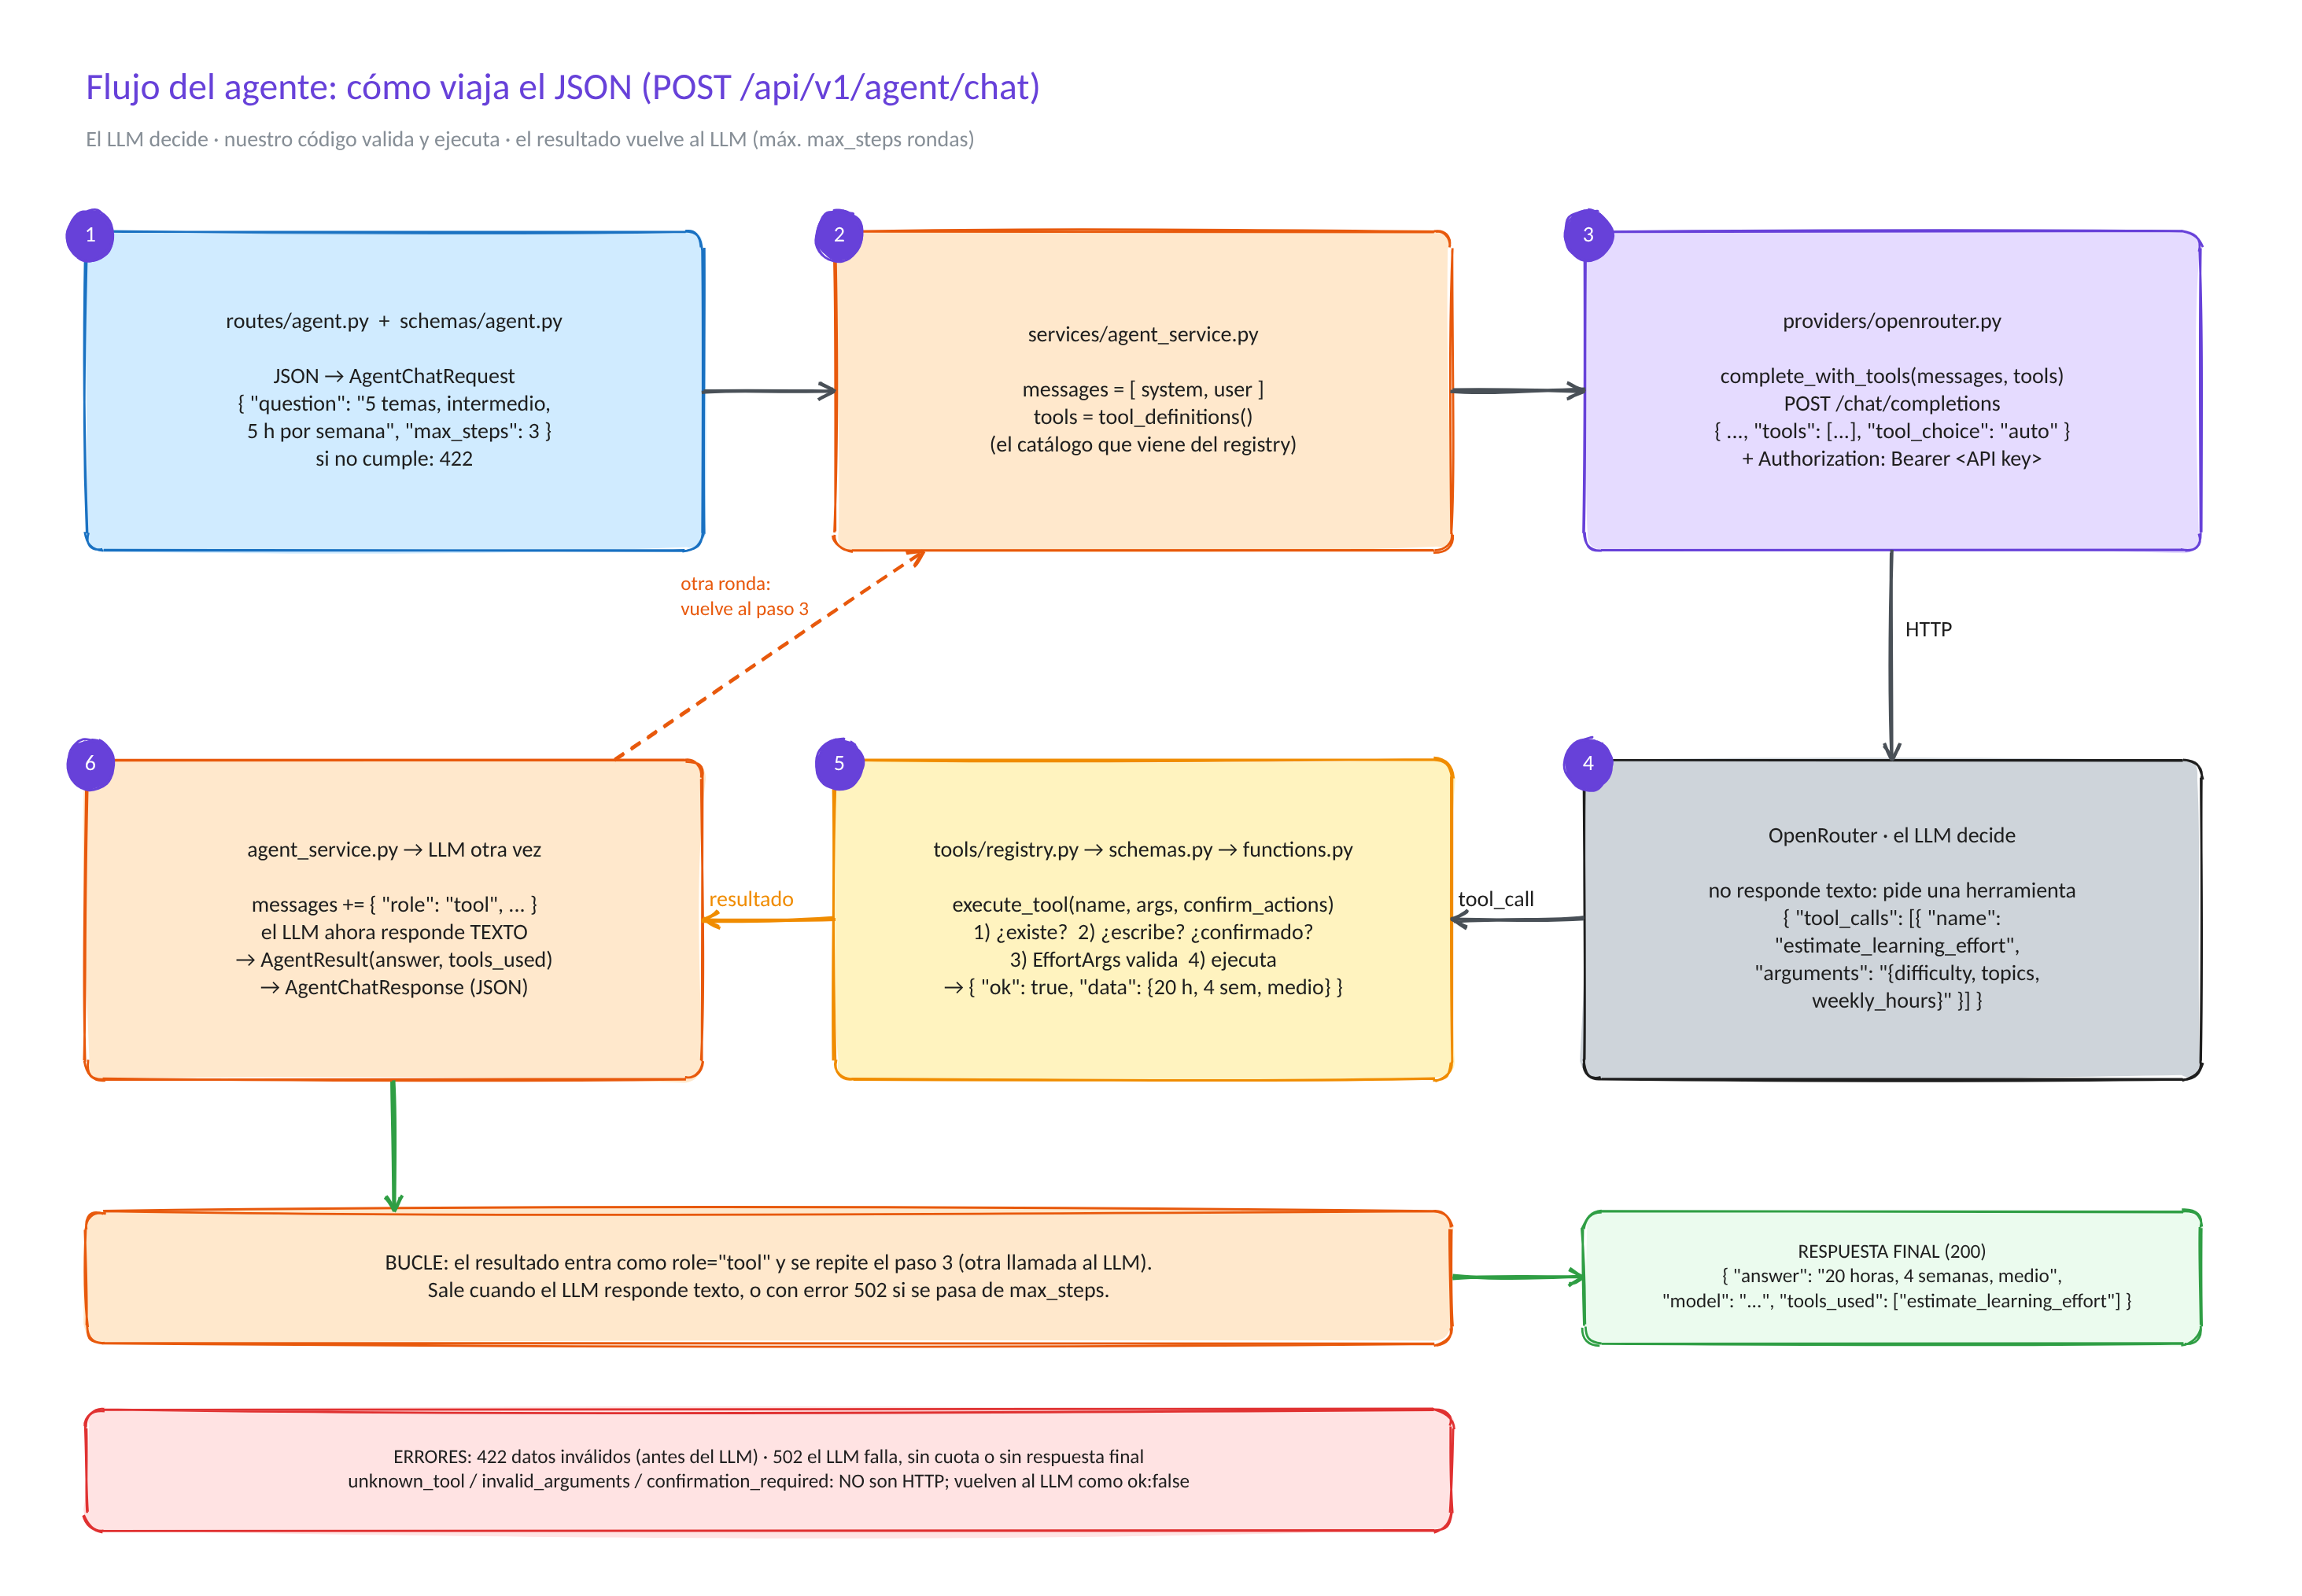 Flujo del agente: cómo viaja el JSON (POST /api/v1/agent/chat)
El LLM decide · nuestro código valida y ejecuta · el resultado vuelve al LLM (máx. max_steps rondas)
1
routes/agent.py + schemas/agent.py
JSON → AgentChatRequest
{ "question": "5 temas, intermedio,
5 h por semana", "max_steps": 3 }
si no cumple: 422
2
services/agent_service.py
messages = [ system, user ]
tools = tool_definitions()
(el catálogo que viene del registry)
3
providers/openrouter.py
complete_with_tools(messages, tools)
POST /chat/completions
{ ..., "tools": [...], "tool_choice": "auto" }
+ Authorization: Bearer <API key>
otra ronda:
vuelve al paso 3
HTTP
6
agent_service.py → LLM otra vez
messages += { "role": "tool", ... }
el LLM ahora responde TEXTO
→ AgentResult(answer, tools_used)
→ AgentChatResponse (JSON)
resultado
5
tools/registry.py → schemas.py → functions.py
execute_tool(name, args, confirm_actions)
1) ¿existe? 2) ¿escribe? ¿confirmado?
3) EffortArgs valida 4) ejecuta
→ { "ok": true, "data": {20 h, 4 sem, medio} }
tool_call
4
OpenRouter · el LLM decide
no responde texto: pide una herramienta
{ "tool_calls": [{ "name":
"estimate_learning_effort",
"arguments": "{difficulty, topics,
weekly_hours}" }] }
BUCLE: el resultado entra como role="tool" y se repite el paso 3 (otra llamada al LLM).
Sale cuando el LLM responde texto, o con error 502 si se pasa de max_steps.
RESPUESTA FINAL (200)
{ "answer": "20 horas, 4 semanas, medio",
"model": "...", "tools_used": ["estimate_learning_effort"] }
ERRORES: 422 datos inválidos (antes del LLM) · 502 el LLM falla, sin cuota o sin respuesta final
unknown_tool / invalid_arguments / confirmation_required: NO son HTTP; vuelven al LLM como ok:false